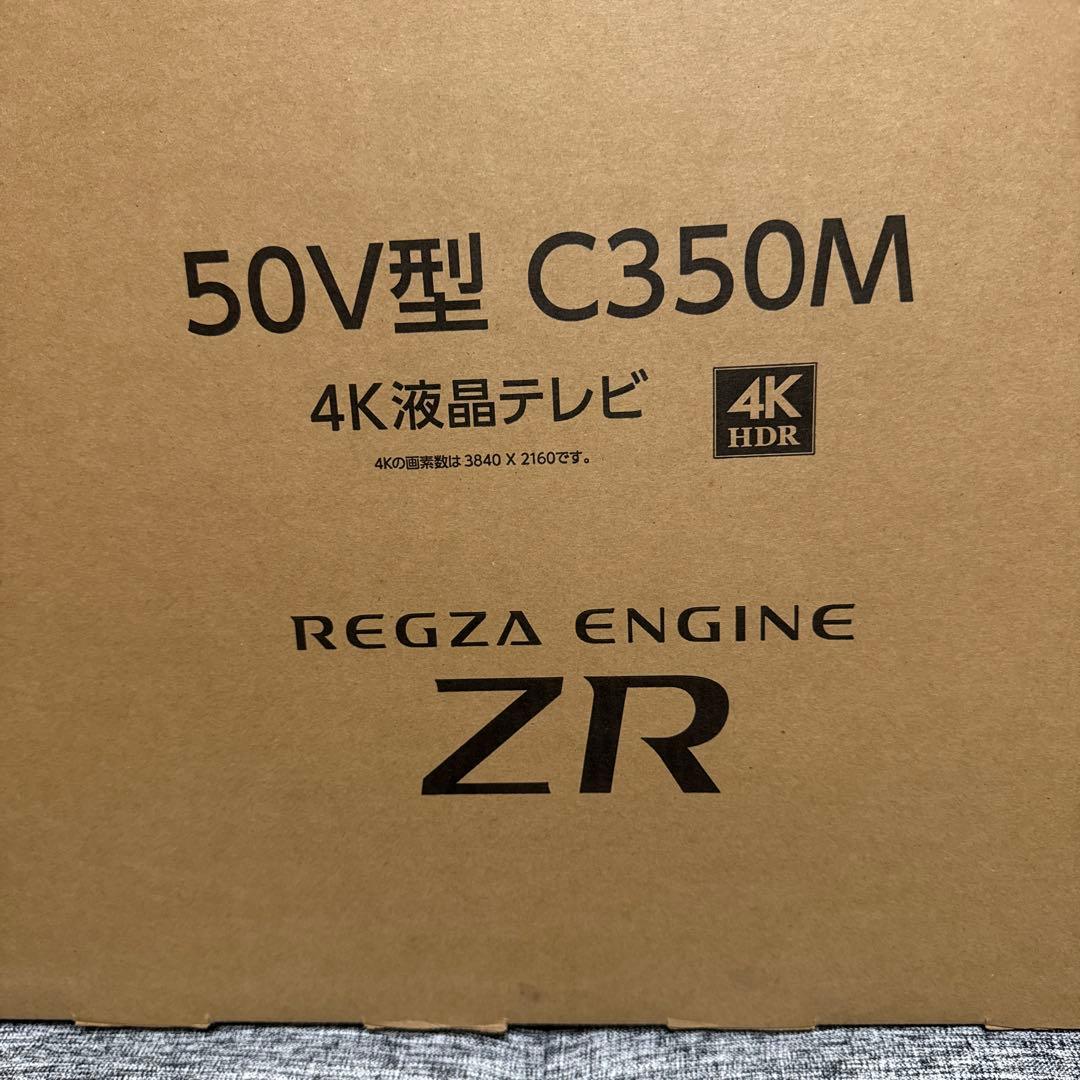 50V型 C350M
4K液晶テレビ
4K
HDR
4Kの画素数は 3840 X 2160です。
REGZA ENGINE
ZR